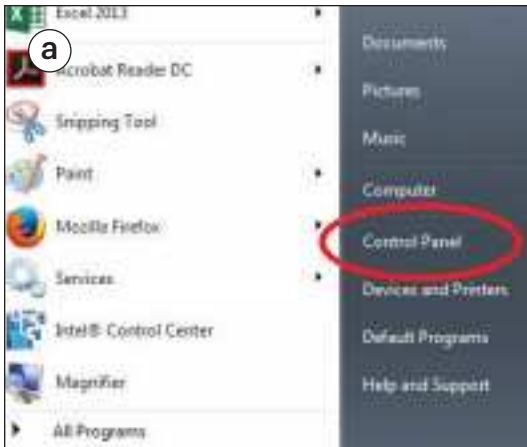 Excel 2013
a
Acrobat Reader DC
Snipping Tool
Paint
Mozilla Firefox
Services
Intel® Control Center
Magnifier
All Programs
Documents
Pictures
Music
Computer
Control Panel
Devices and Printers
Default Programs
Help and Support